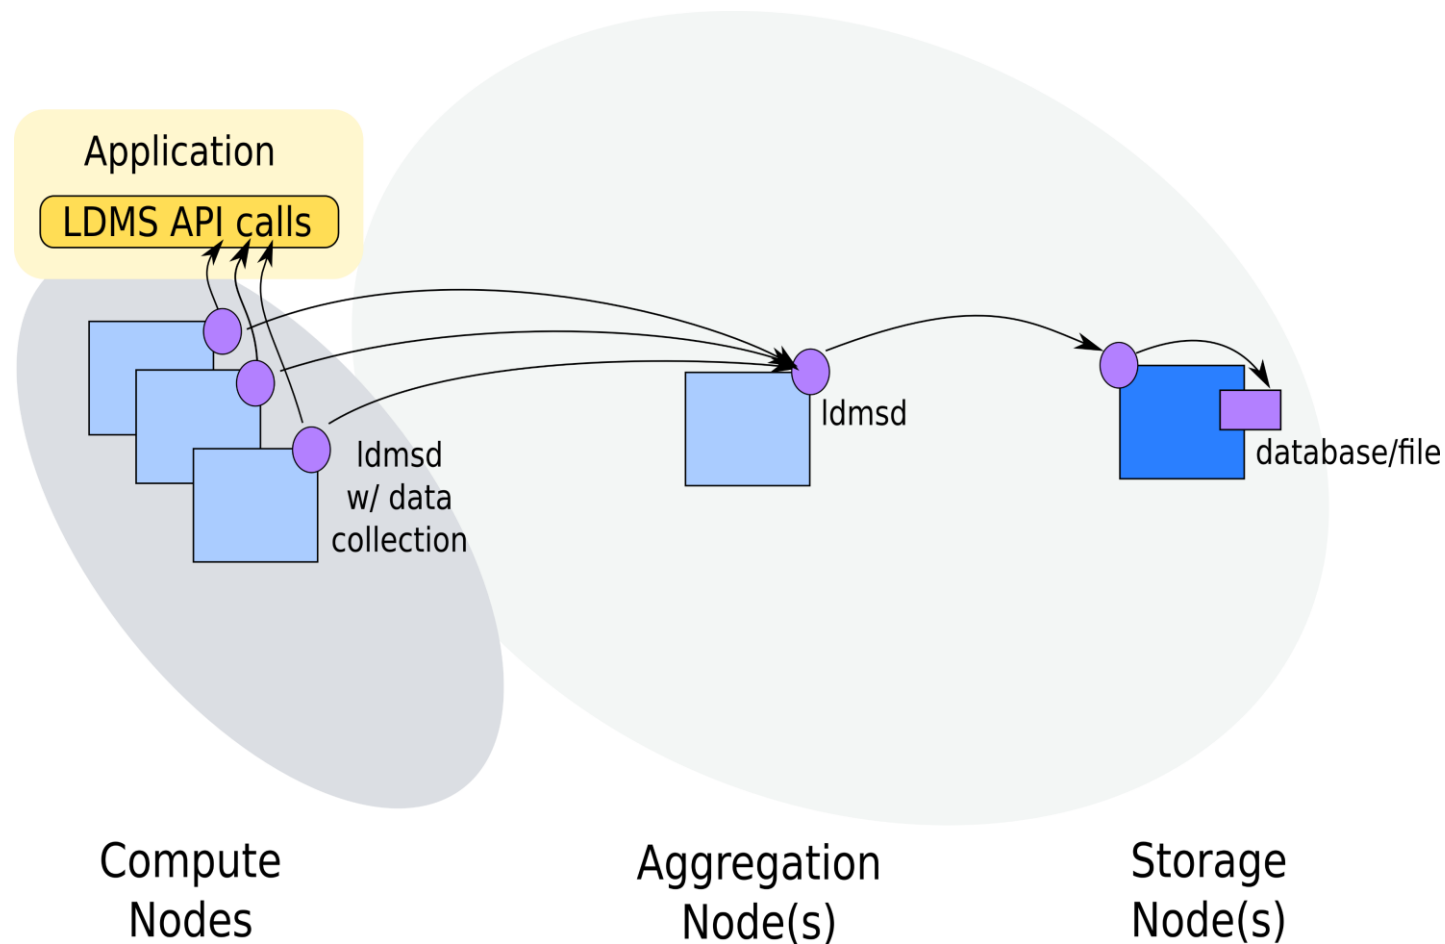 Application
LDMS API calls
ldmsd
w/ data
collection
ldmsd
database/file
Compute
Nodes
Aggregation
Node(s)
Storage
Node(s)